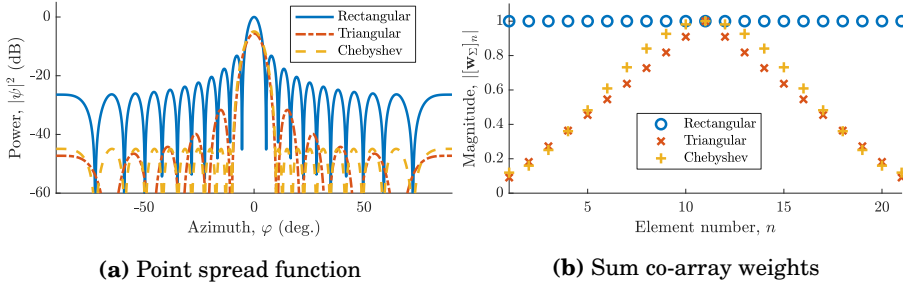 Power, |ψ|² (dB)
0
−20
−40
−60
−50
0
50
Azimuth, φ (deg.)
Rectangular
Triangular
Chebyshev
(a) Point spread function
Magnitude, |[w_Σ]_n|
1
0.8
0.6
0.4
0.2
0
5
10
15
20
Element number, n
Rectangular
Triangular
Chebyshev
(b) Sum co-array weights